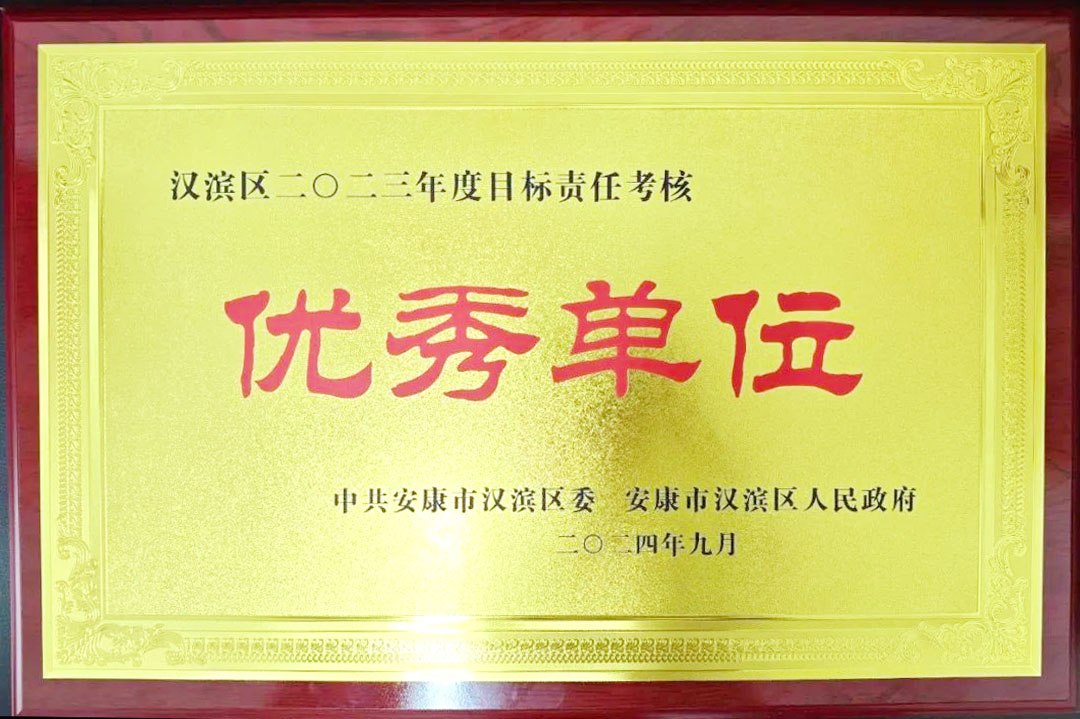 汉滨区二〇二三年度目标责任考核
优秀单位
中共安康市汉滨区委 安康市汉滨区人民政府
二〇二四年九月